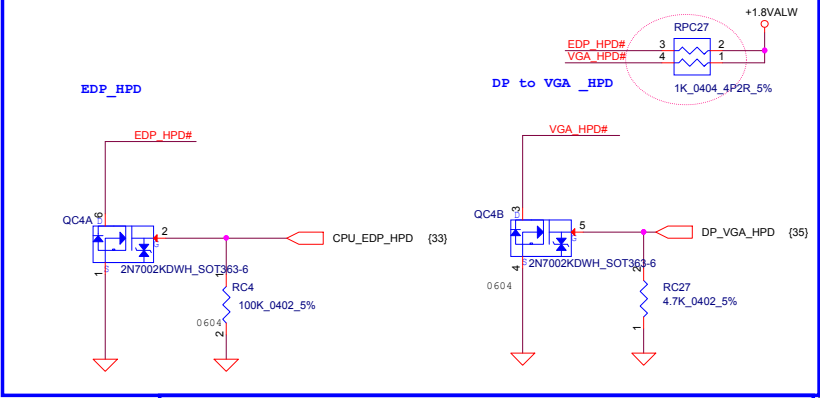 +1.8VALW
RPC27
EDP_HPD# 3 2
VGA_HPD# 4 1
1K_0404_4P2R_5%
EDP_HPD
DP to VGA _HPD
EDP_HPD#
VGA_HPD#
QC4A 6 D
2 G
CPU_EDP_HPD {33}
1 S
2N7002KDWH_SOT363-6
1
RC4
100K_0402_5%
0604
2
QC4B 3 D
5 G
DP_VGA_HPD {35}
4 S
2N7002KDWH_SOT363-6
0604
2
RC27
4.7K_0402_5%
1